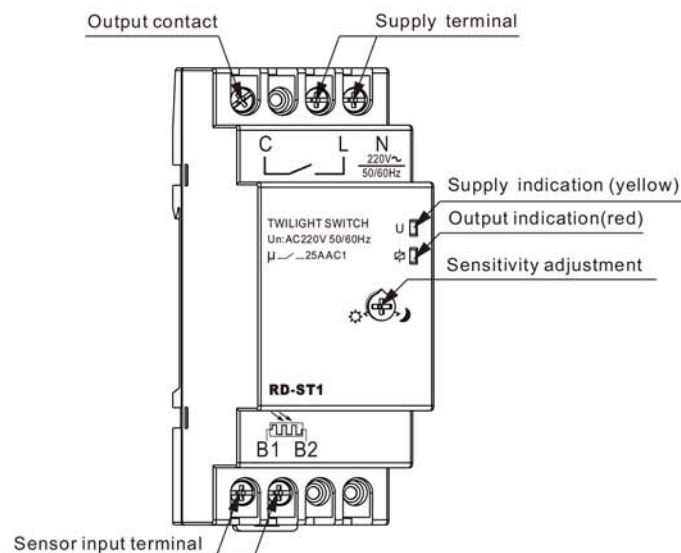 Output contact
Supply terminal
C L N
220V~
50/60Hz
Supply indication (yellow)
TWILIGHT SWITCH
U
Output indication(red)
Un:AC220V 50/60Hz
µ 25AAC1
Sensitivity adjustment
RD-ST1
B1 B2
Sensor input terminal